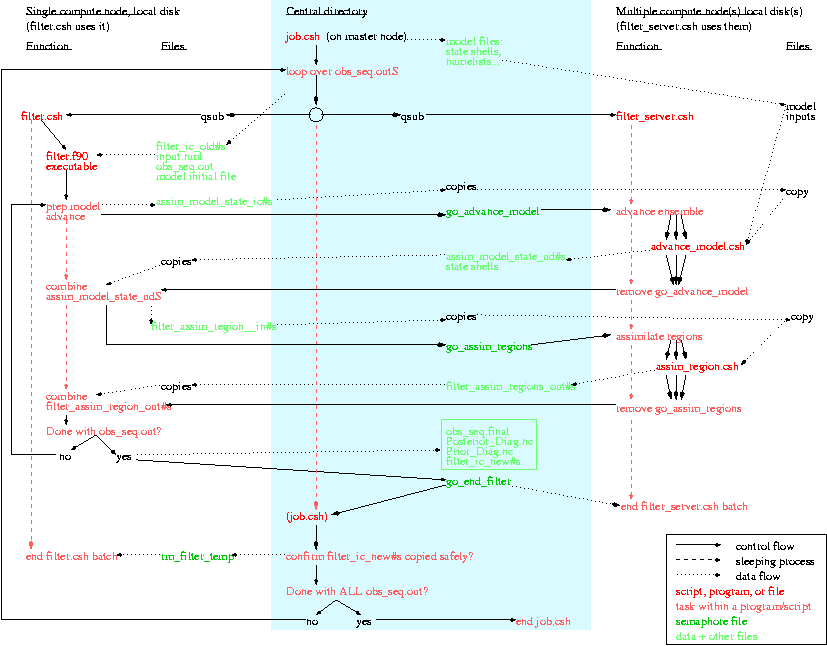 Single compute node, local disk
(filter.csh uses it)
Function
Files
Central directory
Multiple compute node(s) local disk(s)
(filter_server.csh uses them)
Function
Files
job.csh (on master node)
model files:
state shells,
namelists...
loop over obs_seq.outS
filter.csh
qsub
qsub
filter_server.csh
model
inputs
filter.f90
executable
filter_ic_old#s
input.nml
obs_seq.out
model initial file
copies
copy
prep model
advance
assim_model_state_ic#s
go_advance_model
advance ensemble
advance_model.csh
copies
assim_model_state_ud#s
state shells
combine
assim_model_state_udS
remove go_advance_model
filter_assim_region__in#s
copies
copy
go_assim_regions
assimilate regions
assim_region.csh
copies
filter_assim_regions_out#s
combine
filter_assim_region_out#s
remove go_assim_regions
Done with obs_seq.out?
no
yes
obs_seq.final
Posterior_Diag.nc
Prior_Diag.nc
filter_ic_new#s
go_end_filter
end filter_server.csh batch
(job.csh)
end filter.csh batch
rm_filter_temp
confirm filter_ic_new#s copied safely?
Done with ALL obs_seq.out?
no
yes
end job.csh
control flow
sleeping process
data flow
script, program, or file
task within a program/script
semaphore file
data + other files